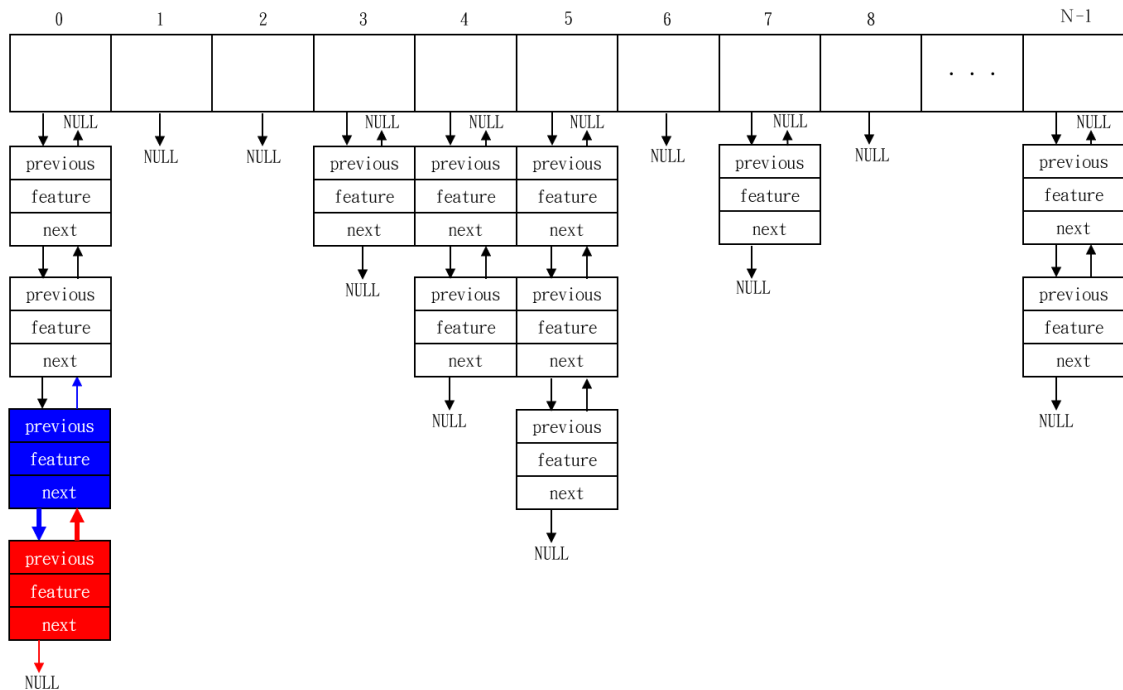 0 1 2 3 4 5 6 7 8 N-1
· · ·
NULL NULL NULL NULL NULL NULL
NULL NULL NULL NULL
previous previous previous previous previous previous
feature feature feature feature feature feature
next next next next next next
NULL NULL
previous previous previous previous
feature feature feature feature
next next next next
NULL NULL
previous previous
feature feature
next next
NULL
previous
feature
next
NULL